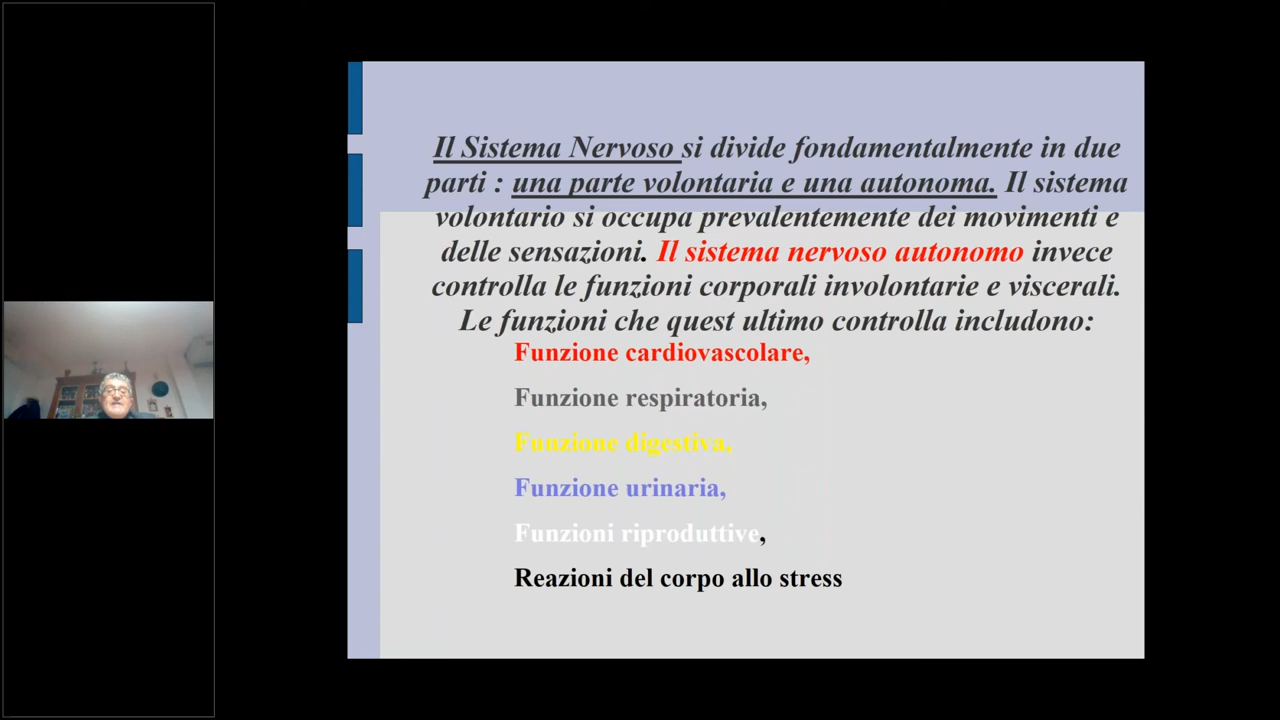 Il Sistema Nervoso si divide fondamentalmente in due
parti : una parte volontaria e una autonoma. Il sistema
volontario si occupa prevalentemente dei movimenti e
delle sensazioni. Il sistema nervoso autonomo invece
controlla le funzioni corporali involontarie e viscerali.
Le funzioni che quest ultimo controlla includono:
Funzione cardiovascolare,
Funzione respiratoria,
Funzione digestiva,
Funzione urinaria,
Funzioni riproduttive,
Reazioni del corpo allo stress